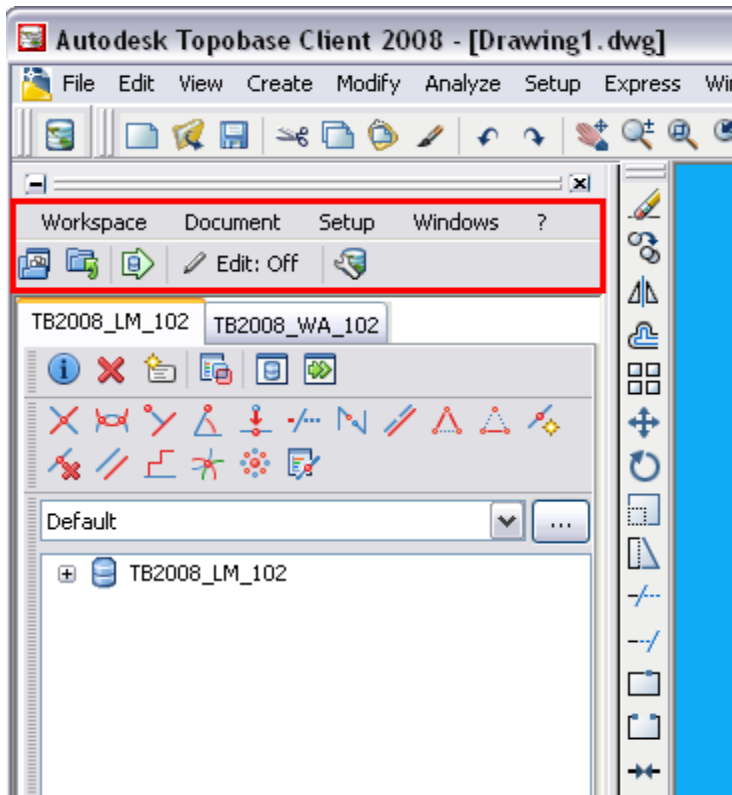 Autodesk Topobase Client 2008 - [Drawing1.dwg]
File Edit View Create Modify Analyze Setup Express
Workspace Document Setup Windows ?
Edit: Off
TB2008_LM_102 TB2008_WA_102
Default
...
TB2008_LM_102